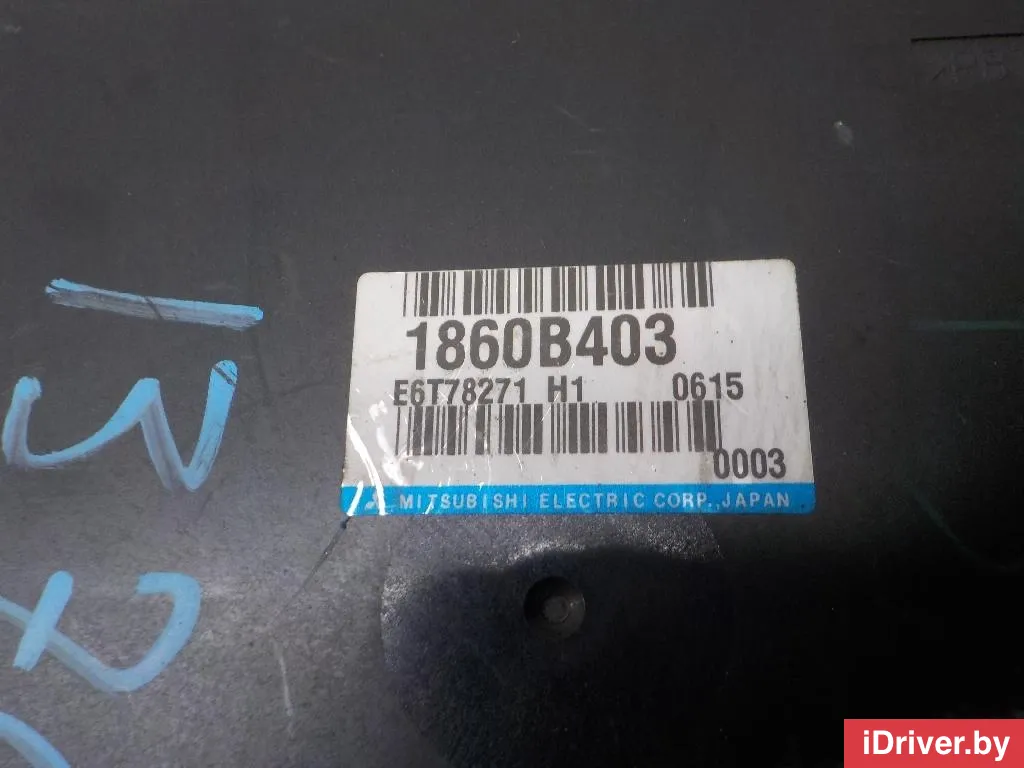 1860B403
E6T78271 H1 0615
0003
MITSUBISHI ELECTRIC CORP., JAPAN
iDriver.by